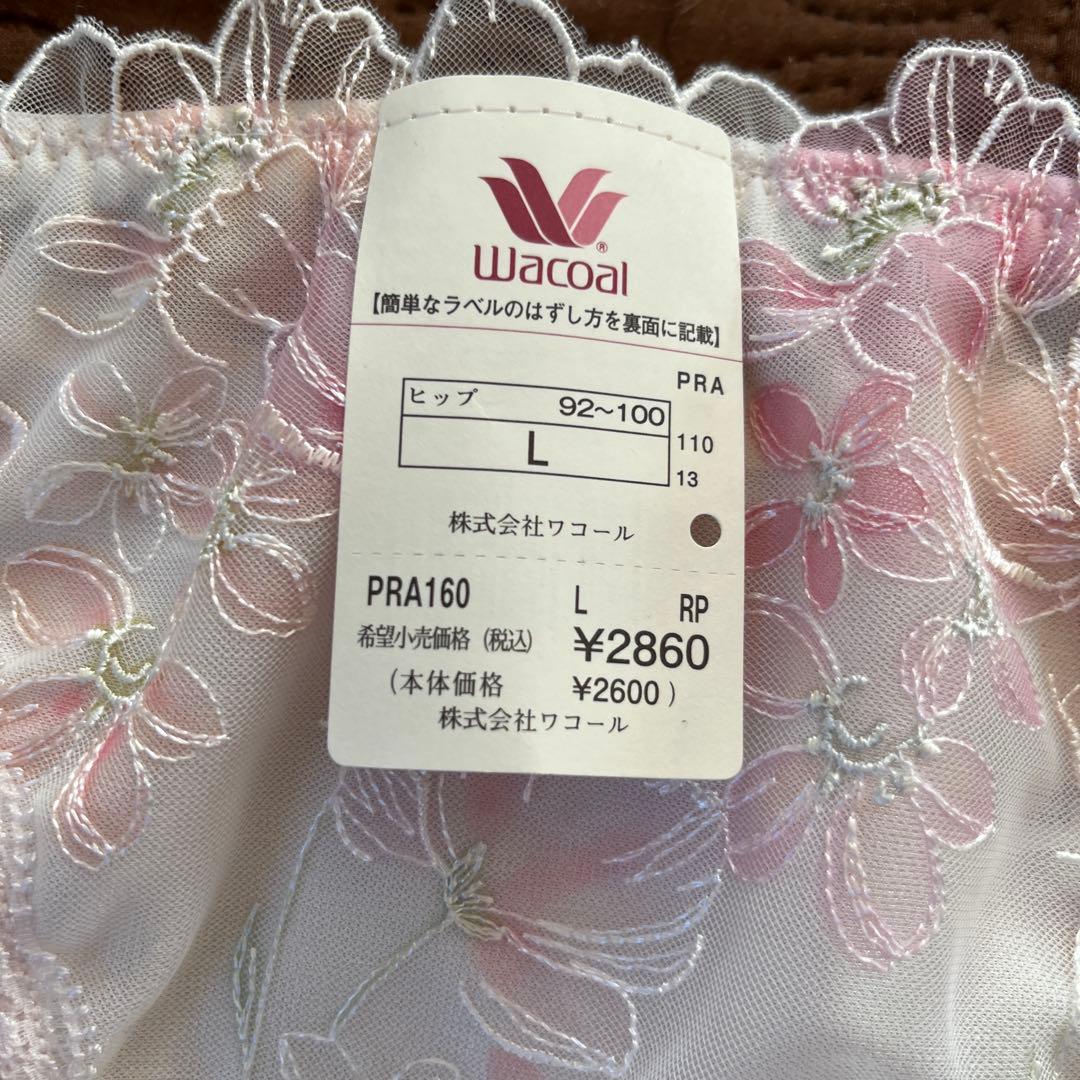 Wacoal®
【簡単なラベルのはずし方を裏面に記載】
PRA
ヒップ 92~100
L
110
13
株式会社ワコール
PRA160 L RP
希望小売価格(税込) ¥2860
(本体価格 ¥2600)
株式会社ワコール